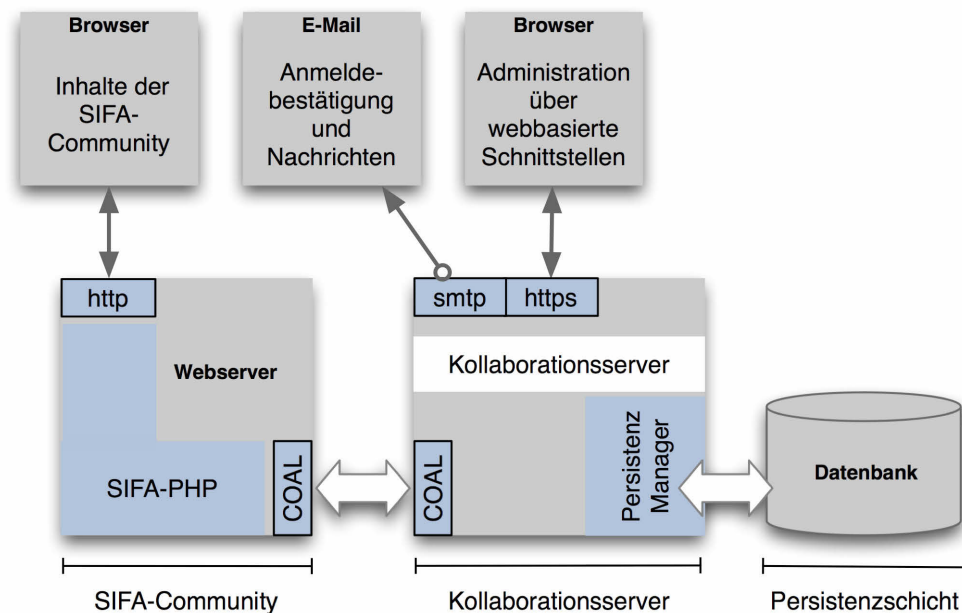 Browser
Inhalte der
SIFA-
Community
E-Mail
Anmelde-
bestätigung
und
Nachrichten
Browser
Administration
über
webbasierte
Schnittstellen
http
Webserver
SIFA-PHP
COAL
smtp
https
Kollaborationsserver
COAL
Persistenz
Manager
Datenbank
SIFA-Community
Kollaborationsserver
Persistenzschicht